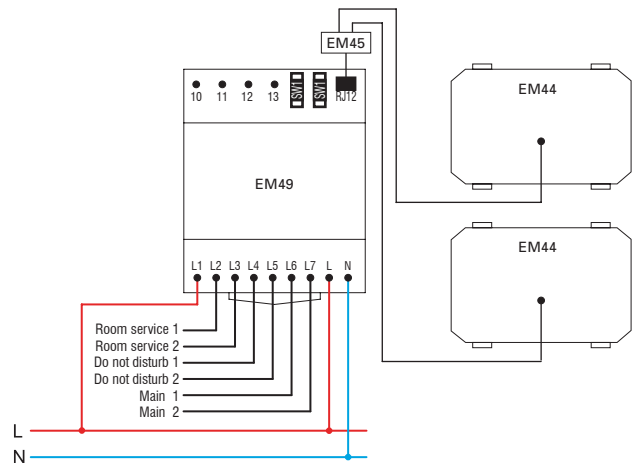 EM45
10 11 12 13 SW1 SW1 RJ12
EM44
EM49
EM44
L1 L2 L3 L4 L5 L6 L7 L N
Room service 1
Room service 2
Do not disturb 1
Do not disturb 2
Main 1
Main 2
L
N